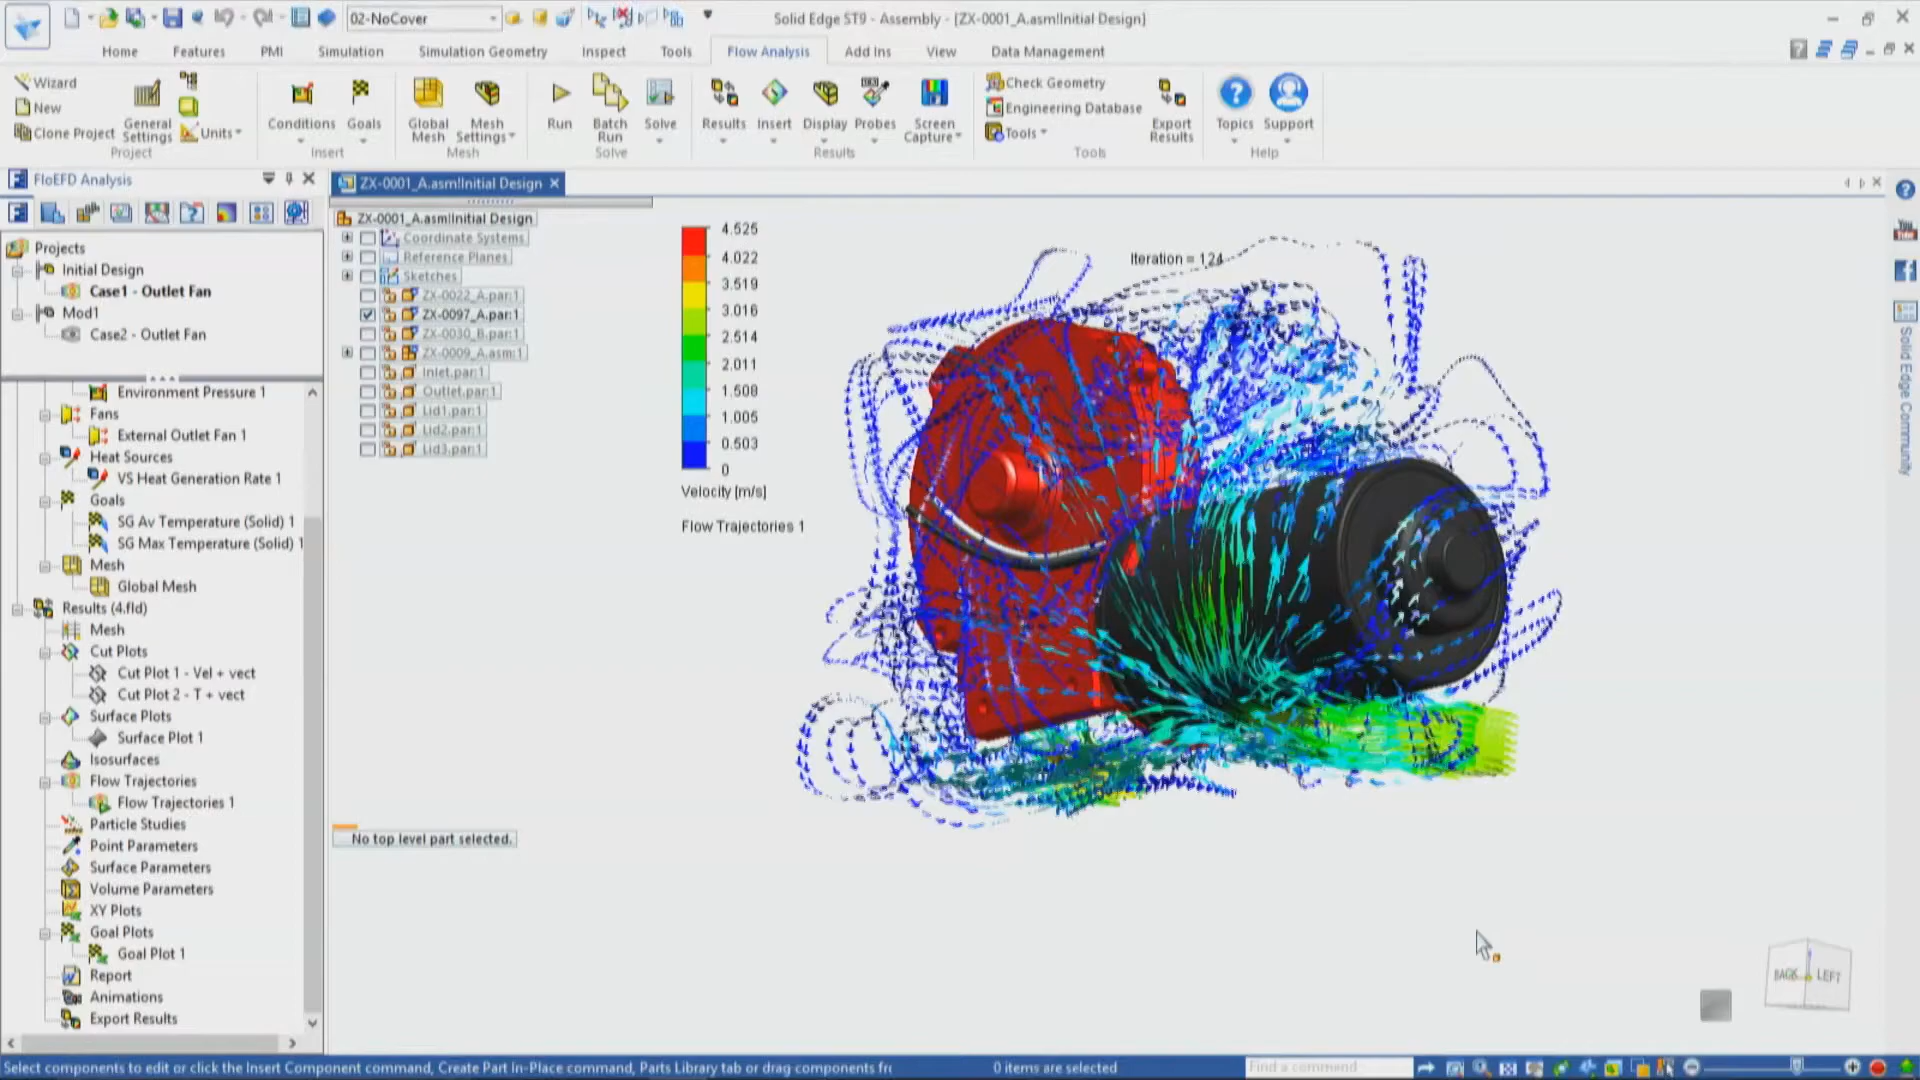 02-NoCover
Solid Edge ST9 - Assembly - [ZX-0001_A.asm!Initial Design]
Home
Features
PMI
Simulation
Simulation Geometry
Inspect
Tools
Flow Analysis
Add Ins
View
Data Management
Wizard
New
Clone Project
General Settings
Units
Project
Conditions
Goals
Insert
Global Mesh
Mesh Settings
Mesh
Run
Batch Run
Solve
Solve
Results
Insert
Display
Probes
Screen Capture
Results
Check Geometry
Engineering Database
Tools
Export Results
Tools
Topics
Support
Help
FloEFD Analysis
ZX-0001_A.asm!Initial Design
Projects
Initial Design
Case1 - Outlet Fan
Mod1
Case2 - Outlet Fan
Environment Pressure 1
Fans
External Outlet Fan 1
Heat Sources
VS Heat Generation Rate 1
Goals
SG Av Temperature (Solid) 1
SG Max Temperature (Solid) 1
Mesh
Global Mesh
Results (4.fld)
Mesh
Cut Plots
Cut Plot 1 - Vel + vect
Cut Plot 2 - T + vect
Surface Plots
Surface Plot 1
Isosurfaces
Flow Trajectories
Flow Trajectories 1
Particle Studies
Point Parameters
Surface Parameters
Volume Parameters
XY Plots
Goal Plots
Goal Plot 1
Report
Animations
Export Results
ZX-0001_A.asm!Initial Design
Coordinate Systems
Reference Planes
Sketches
ZX-0022_A.par:1
ZX-0097_A.par:1
ZX-0030_B.par:1
ZX-0009_A.asm:1
Inlet.par:1
Outlet.par:1
Lid1.par:1
Lid2.par:1
Lid3.par:1
No top level part selected.
4.525
4.022
3.519
3.016
2.514
2.011
1.508
1.005
0.503
0
Velocity [m/s]
Flow Trajectories 1
Iteration = 124
BACK
LEFT
Solid Edge Community
Select components to edit or click the Insert Component command, Create Part In-Place command, Parts Library tab or drag components fr
0 items are selected
Find a command